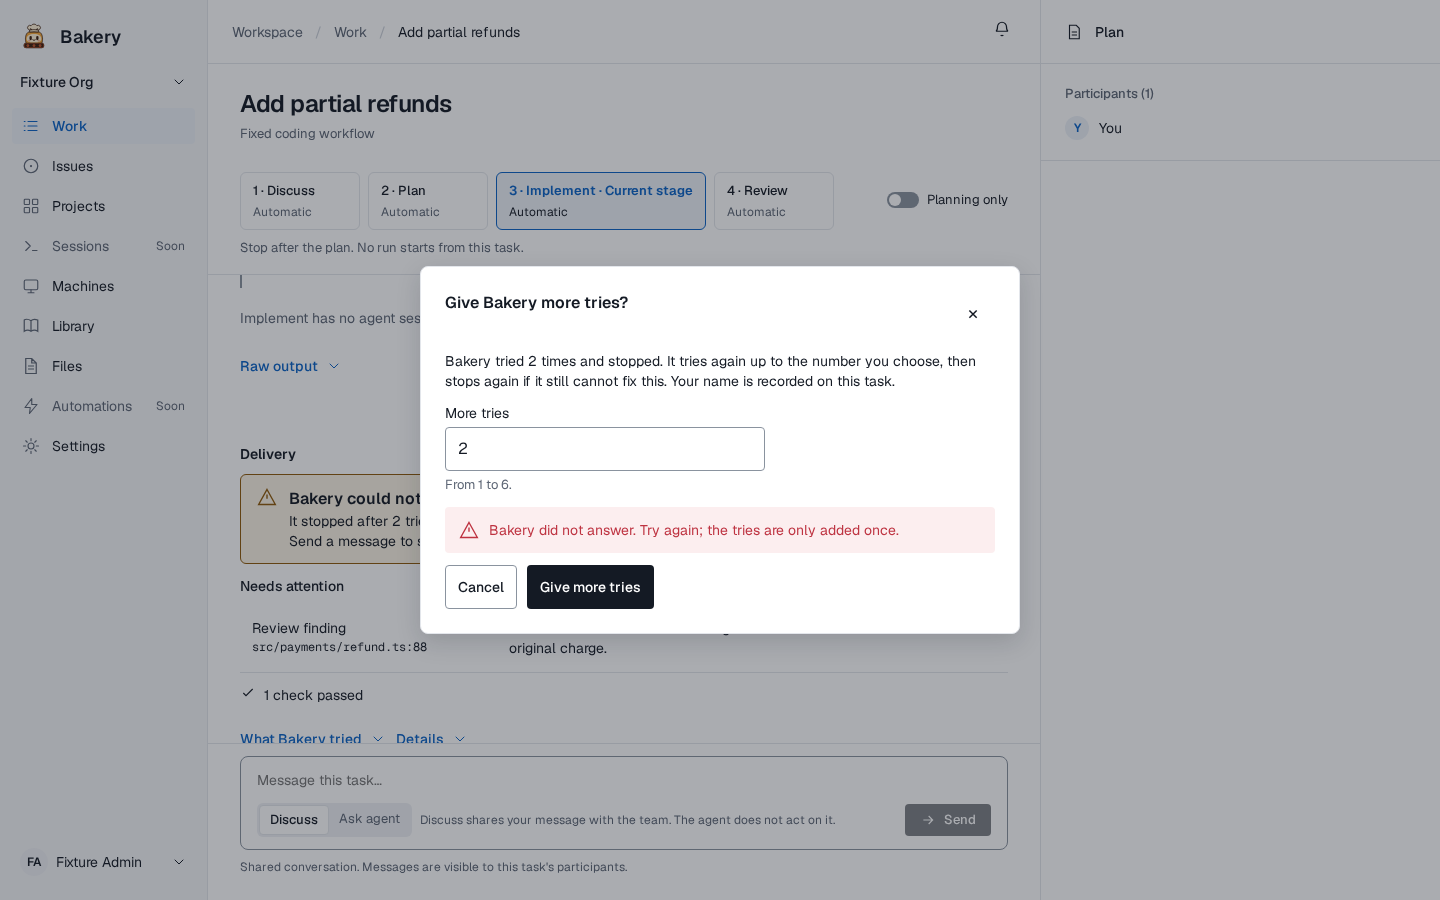 Bakery
Fixture Org
Work
Issues
Projects
Sessions Soon
Machines
Library
Files
Automations Soon
Settings
FA Fixture Admin
Workspace / Work / Add partial refunds
Add partial refunds
Fixed coding workflow
1 · Discuss
Automatic
2 · Plan
Automatic
3 · Implement · Current stage
Automatic
4 · Review
Automatic
Planning only
Stop after the plan. No run starts from this task.
Implement has no agent
Raw output
Delivery
Bakery could not
It stopped after 2
Send a message to
Needs attention
Review finding
src/payments/refund.ts:88
original charge.
1 check passed
What Bakery tried Details
Give Bakery more tries?
Bakery tried 2 times and stopped. It tries again up to the number you choose, then
stops again if it still cannot fix this. Your name is recorded on this task.
More tries
2
From 1 to 6.
Bakery did not answer. Try again; the tries are only added once.
Cancel Give more tries
Message this task…
Discuss Ask agent Discuss shares your message with the team. The agent does not act on it. Send
Shared conversation. Messages are visible to this task's participants.
Plan
Participants (1)
Y You